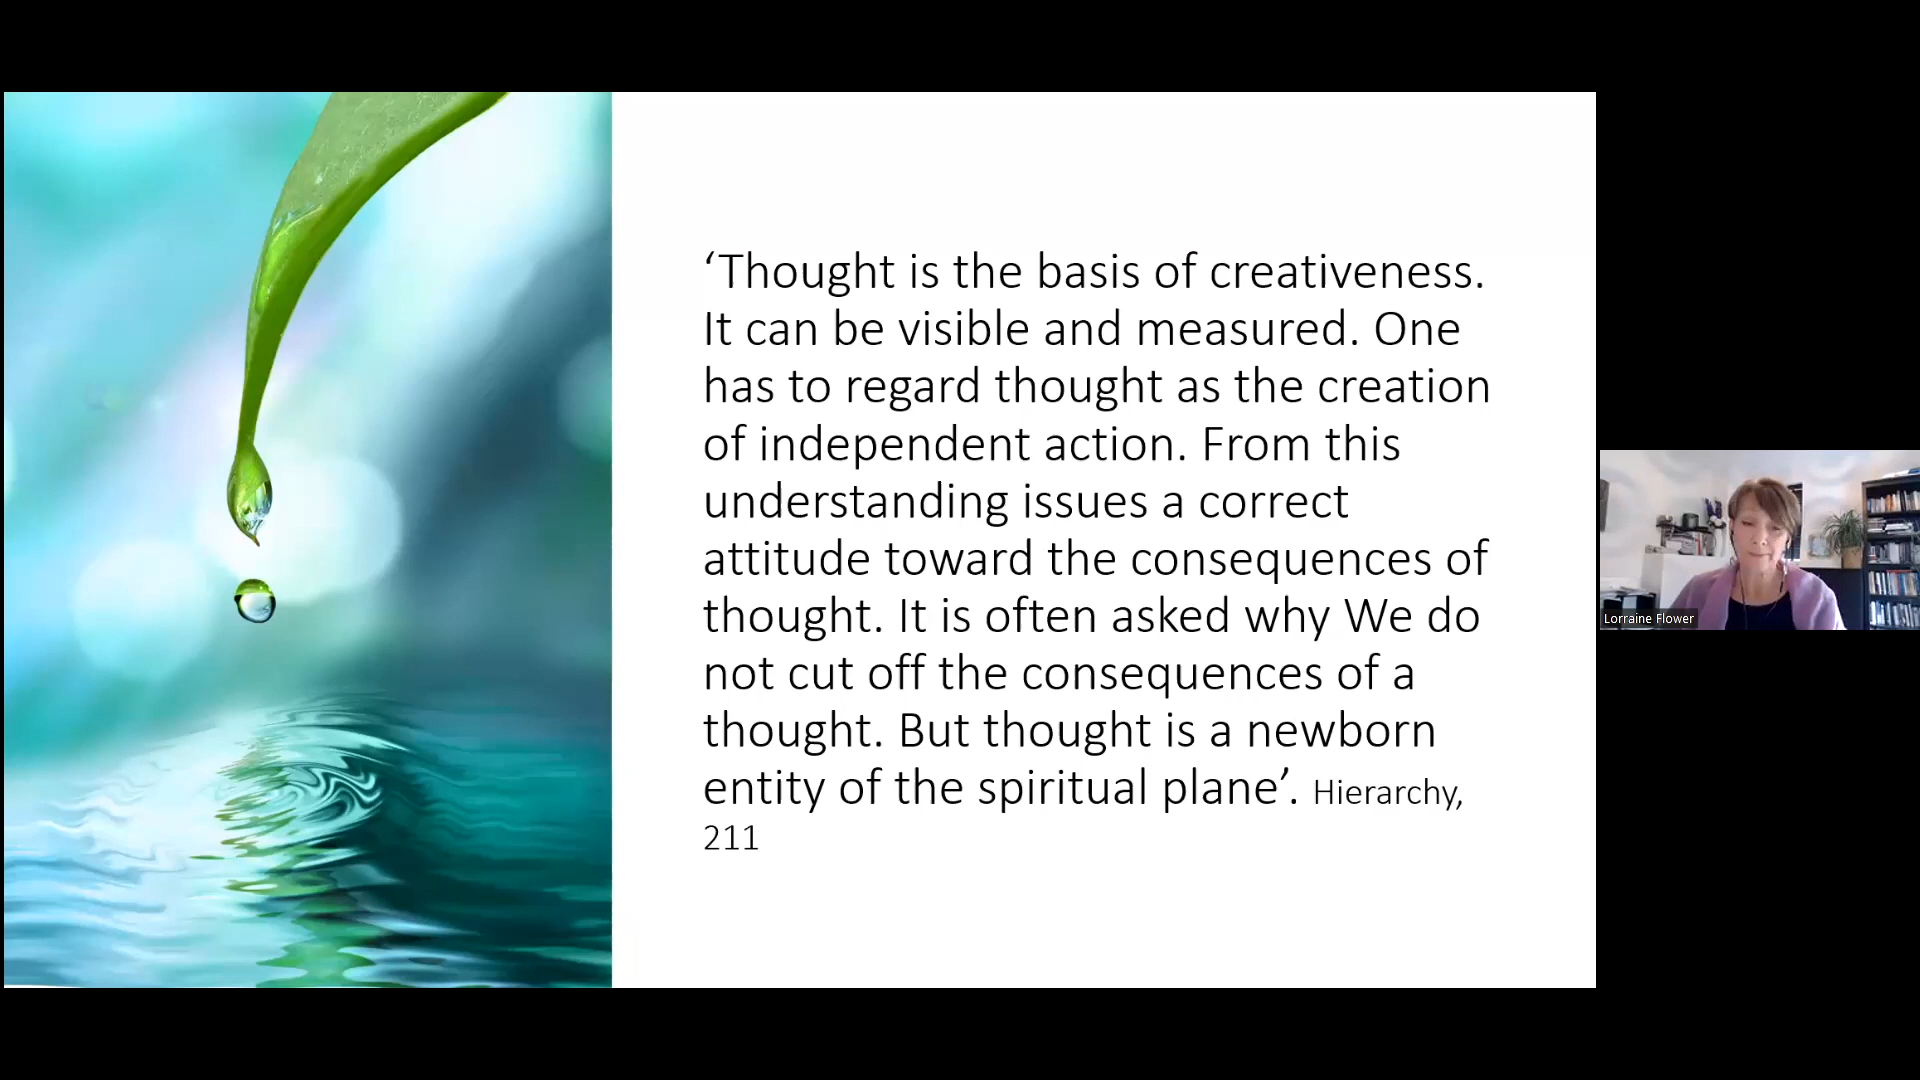 ‘Thought is the basis of creativeness.
It can be visible and measured. One
has to regard thought as the creation
of independent action. From this
understanding issues a correct
attitude toward the consequences of
thought. It is often asked why We do
not cut off the consequences of a
thought. But thought is a newborn
entity of the spiritual plane’. Hierarchy,
211
Lorraine Flower